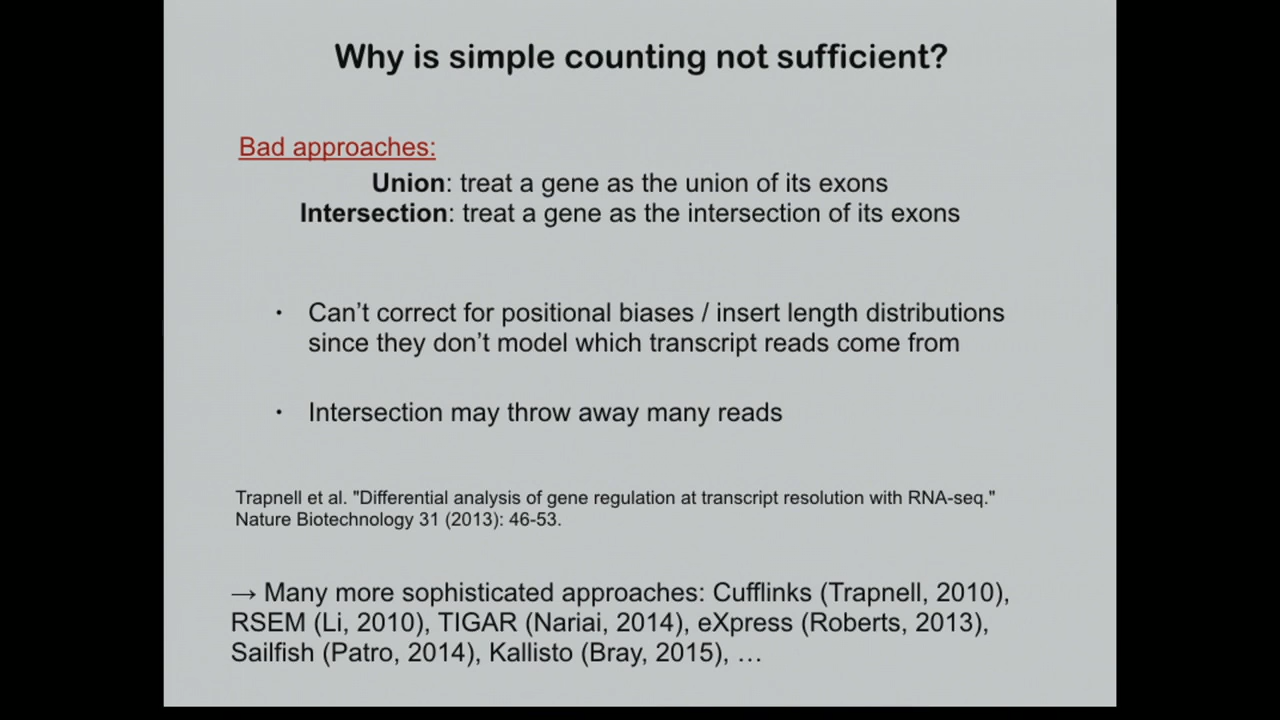 Why is simple counting not sufficient?
Bad approaches:
Union: treat a gene as the union of its exons
Intersection: treat a gene as the intersection of its exons
• Can't correct for positional biases / insert length distributions
since they don't model which transcript reads come from
• Intersection may throw away many reads
Trapnell et al. "Differential analysis of gene regulation at transcript resolution with RNA-seq."
Nature Biotechnology 31 (2013): 46-53.
→ Many more sophisticated approaches: Cufflinks (Trapnell, 2010),
RSEM (Li, 2010), TIGAR (Nariai, 2014), eXpress (Roberts, 2013),
Sailfish (Patro, 2014), Kallisto (Bray, 2015), …